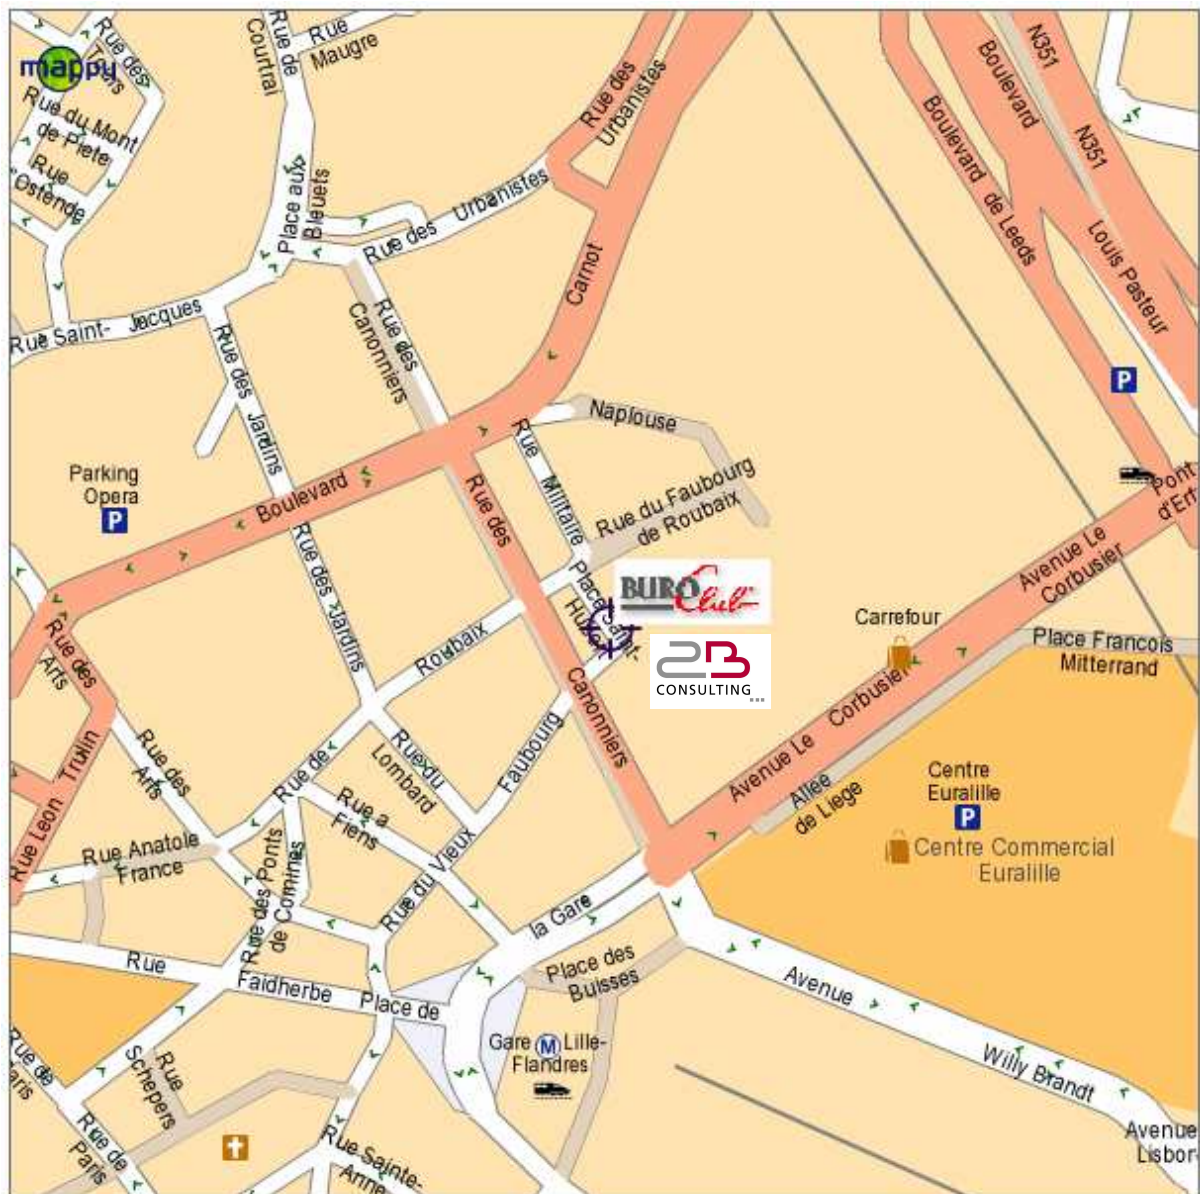 mappy
Rue des
Tours
Rue du Mont
de Piete
Rue
Ostende
Rue de
Courtrai
Rue
Maugre
Rue des
Urbanistes
Boulevard
N351
N351
Boulevard de Leeds
Louis Pasteur
Place aux
Bleuets
Rue des Urbanistes
Carnot
Rue Saint- Jacques
Rue des
Canonniers
Rue des Jardins
Naplouse
Rue
Militaire
Parking
Opera
P
P
Boulevard
Rue des
Canonniers
Rue du Faubourg
de Roubaix
Pont
Rue des Jardins
Avenue Le
Corbusier
BURO Club
Place
2B
CONSULTING...
Carrefour
Place Francois
Mitterrand
Rue des
Arts
Roubaix
Rue de
Avenue Le Corbusier
Rue Leon Trulin
Rue des
Arts
Rue du
Lombard
Faubourg
Rue du Vieux
Allee
de Liege
Centre
Euralille
P
Centre Commercial
Euralille
Rue a
Fiens
Rue Anatole
France
Rue des Ponts
de Comines
la Gare
Place des
Buisses
Rue
Faidherbe
Place de
Avenue
Willy Brandt
Gare M Lille-
Flandres
Rue de
Rue
Schepers
Rue de
Paris
Rue Sainte-
Anne
Avenue